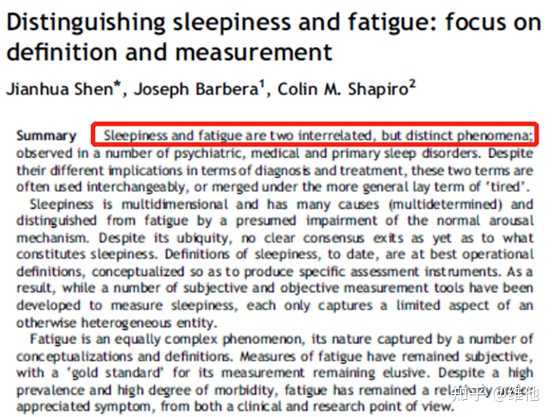 Distinguishing sleepiness and fatigue: focus on
definition and measurement
Jianhua Shen*, Joseph Barbera¹, Colin M. Shapiro²
Summary Sleepiness and fatigue are two interrelated, but distinct phenomena;
observed in a number of psychiatric, medical and primary sleep disorders. Despite
their different implications in terms of diagnosis and treatment, these two terms are
often used interchangeably, or merged under the more general lay term of 'tired'.
Sleepiness is multidimensional and has many causes (multidetermined) and
distinguished from fatigue by a presumed impairment of the normal arousal
mechanism. Despite its ubiquity, no clear consensus exists as yet as to what
constitutes sleepiness. Definitions of sleepiness, to date, are at best operational
definitions, conceptualized so as to produce specific assessment instruments. As a
result, while a number of subjective and objective measurement tools have been
developed to measure sleepiness, each only captures a limited aspect of an
otherwise heterogeneous entity.
Fatigue is an equally complex phenomenon, its nature captured by a number of
conceptualizations and definitions. Measures of fatigue have remained subjective,
with a 'gold standard' for its measurement remaining elusive. Despite a high
prevalence and high degree of morbidity, fatigue has remained a relatively under-
appreciated symptom, from both a clinical and research point of view.
知乎